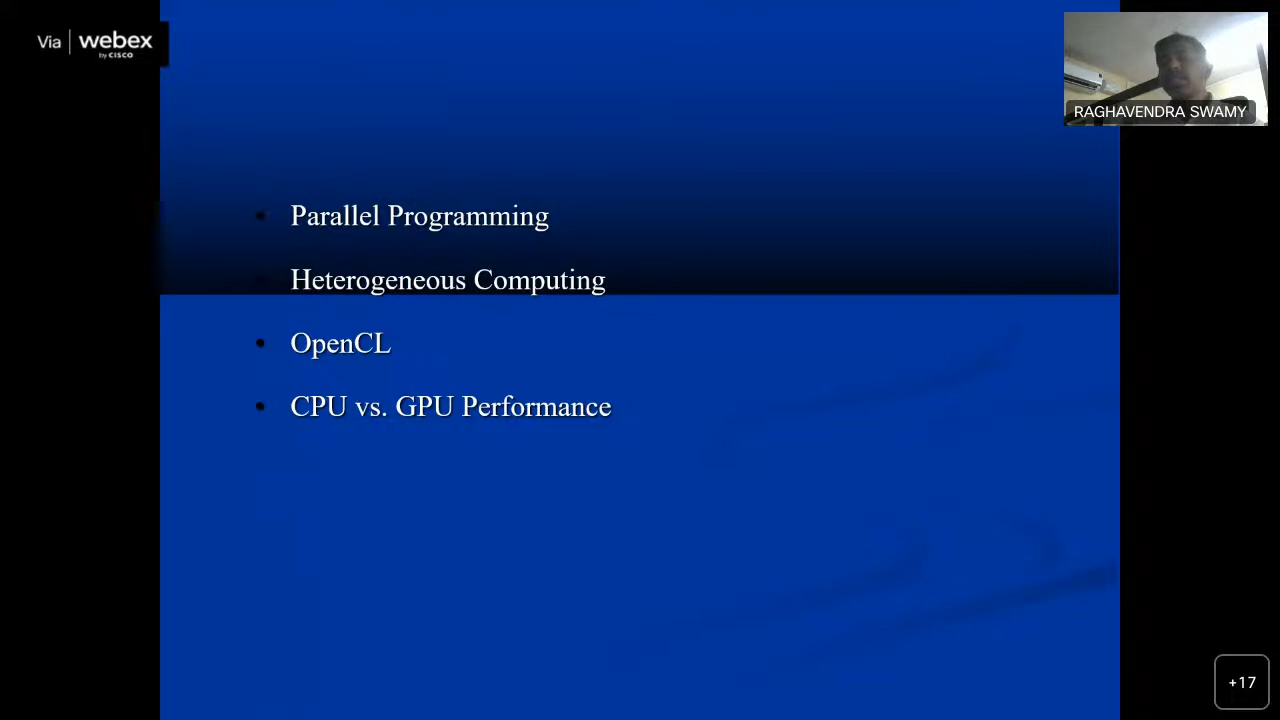 Via | webex
by CISCO
RAGHAVENDRA SWAMY
• Parallel Programming
• Heterogeneous Computing
• OpenCL
• CPU vs. GPU Performance
+17